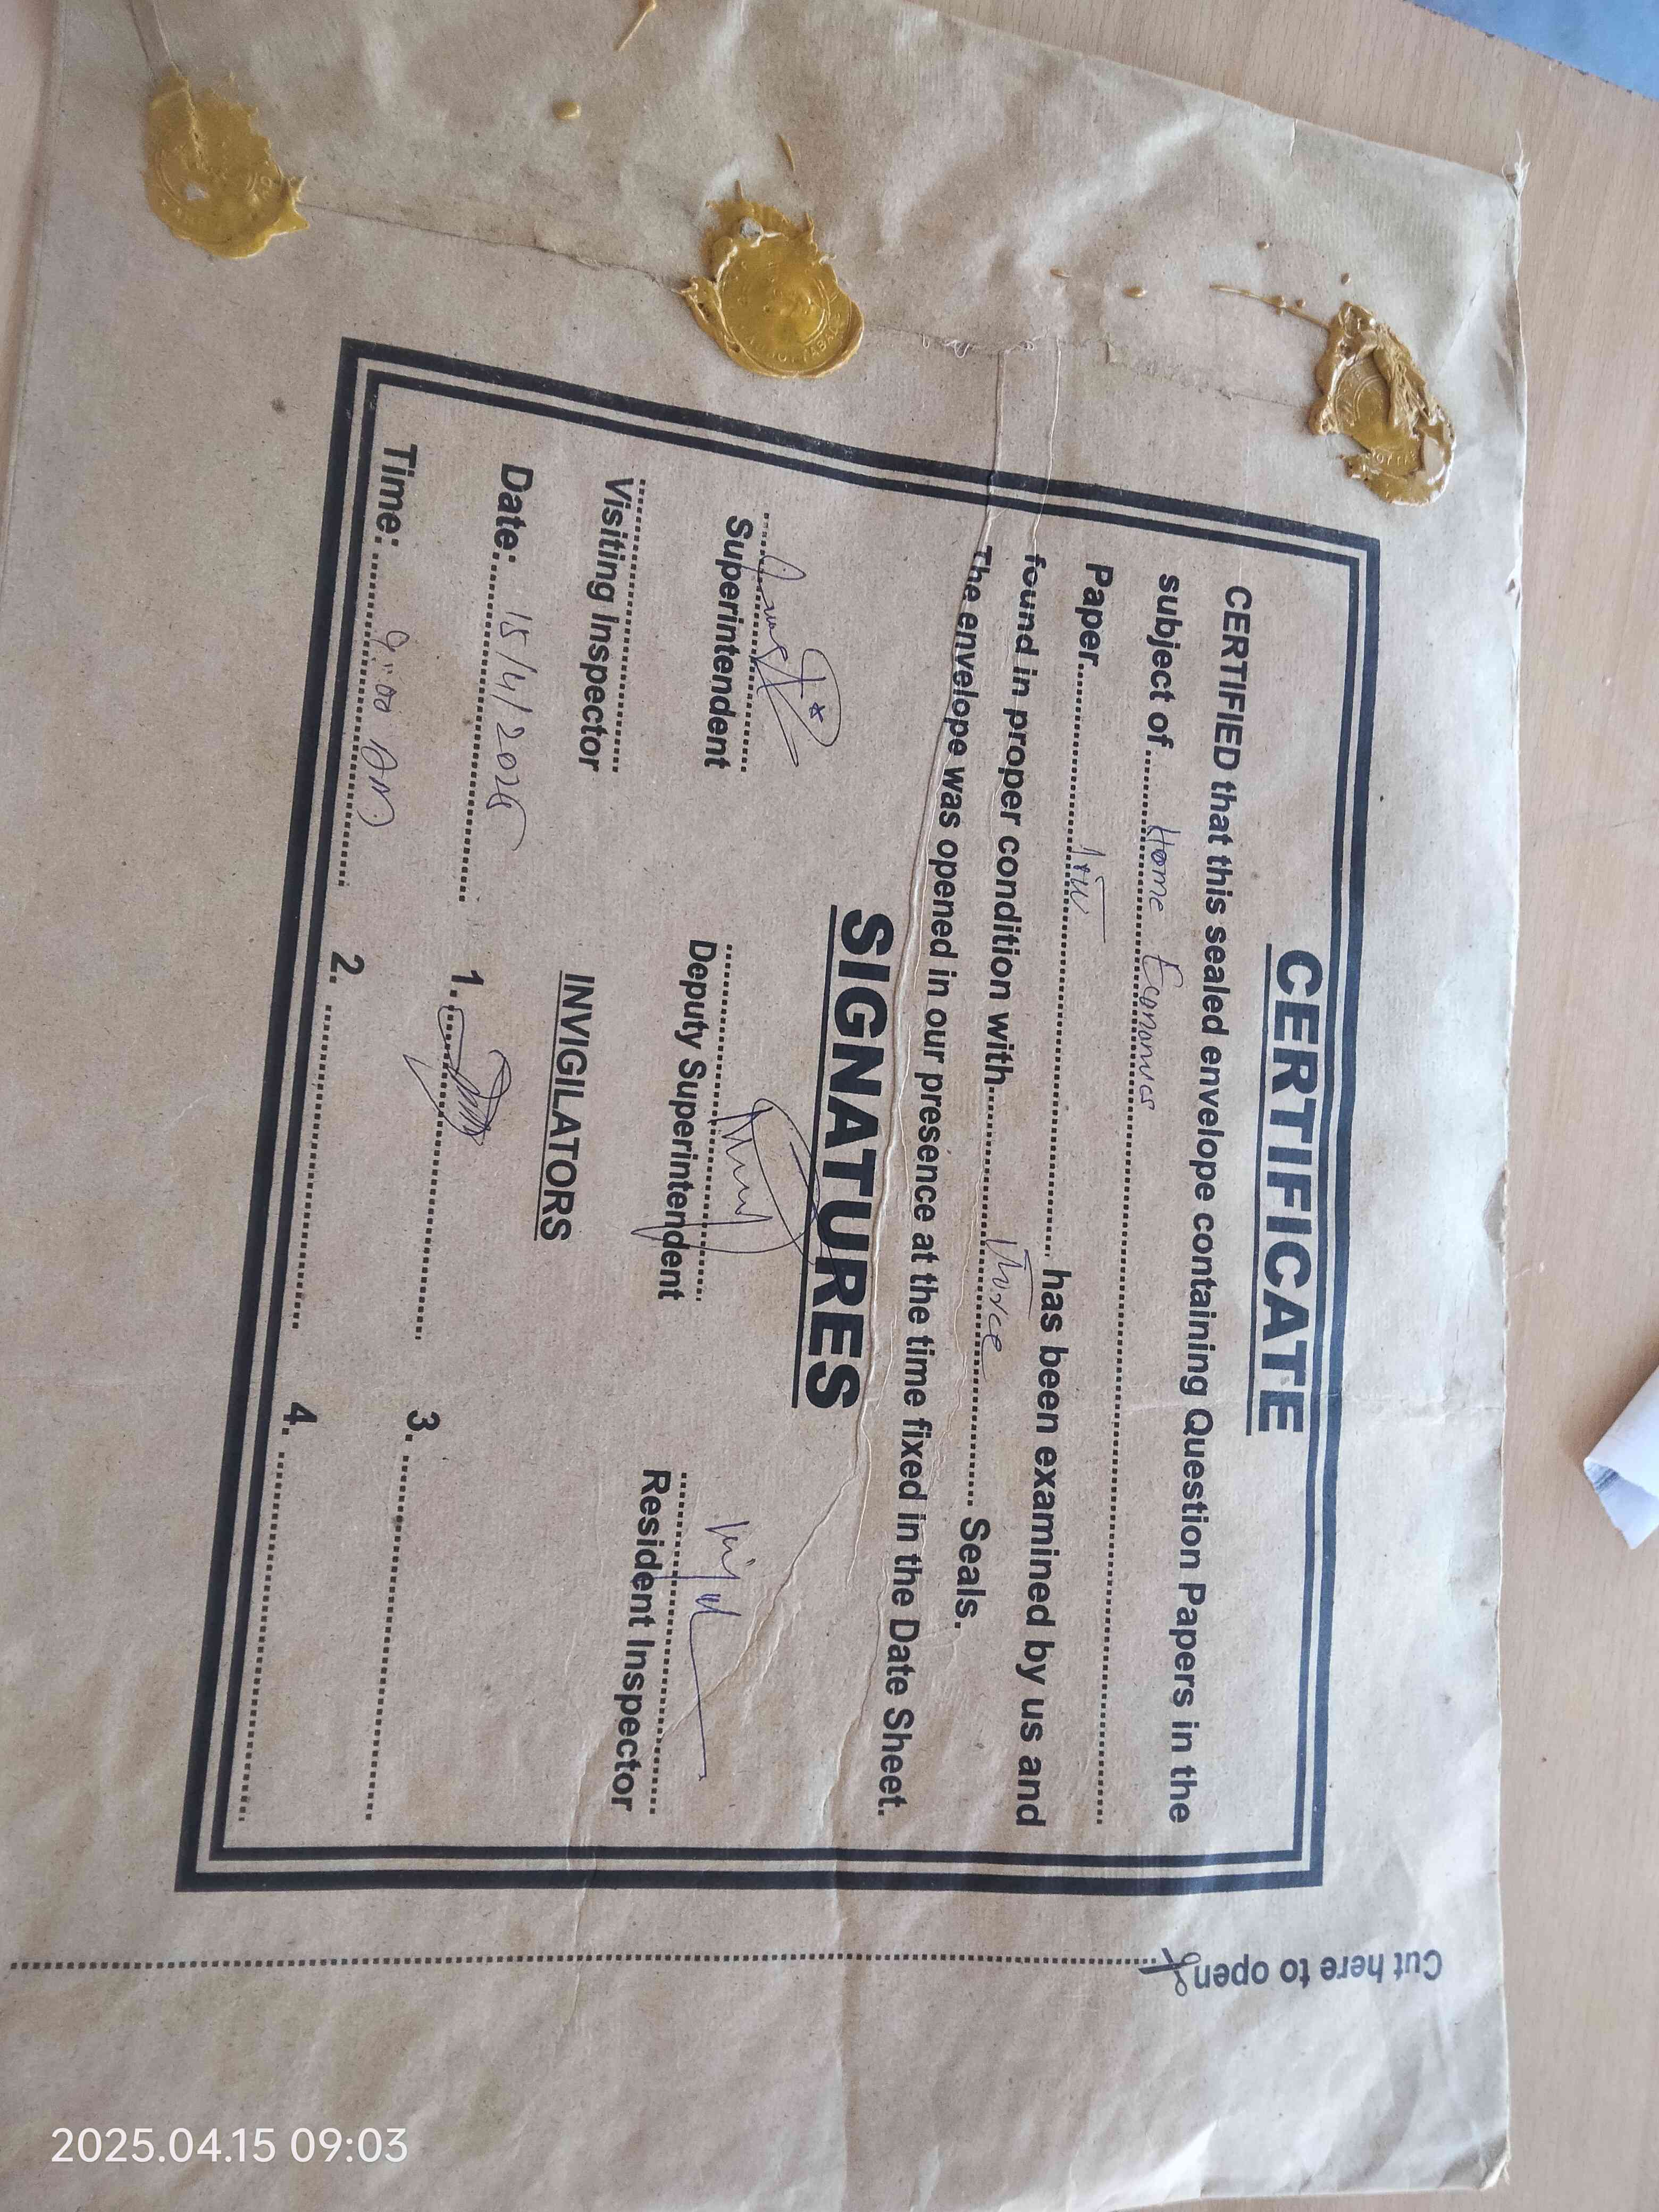 CERTIFICATE
CERTIFIED that this sealed envelope containing Question Papers in the
subject of Home Economics
Paper has been examined by us and
found in proper condition with Three Seals.
The envelope was opened in our presence at the time fixed in the Date Sheet.
SIGNATURES
Superintendent Deputy Superintendent Resident Inspector
Visiting Inspector INVIGILATORS
Date: 15/4/2025 1. 3.
Time: 9:00 Am 2. 4.
Cut here to open
2025.04.15 09:03